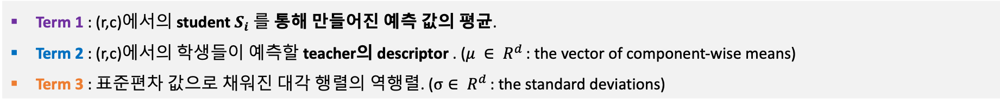 ▪ Term 1 : (r,c)에서의 student Sᵢ 를 통해 만들어진 예측 값의 평균.
▪ Term 2 : (r,c)에서의 학생들이 예측할 teacher의 descriptor . (μ ∈ Rᵈ : the vector of component-wise means)
▪ Term 3 : 표준편차 값으로 채워진 대각 행렬의 역행렬. (σ ∈ Rᵈ : the standard deviations)